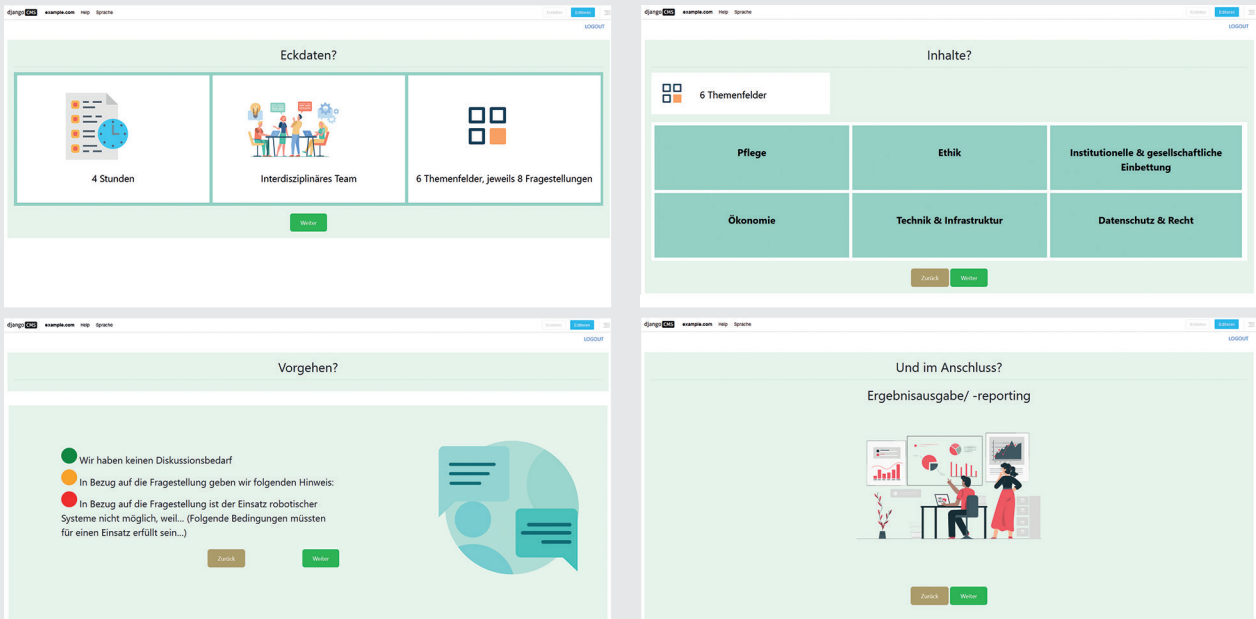 django CMS example.com Help Sprache Editieren
LOGOUT
Eckdaten?
4 Stunden
Interdisziplinäres Team
6 Themenfelder, jeweils 8 Fragestellungen
Weiter
django CMS example.com Help Sprache Editieren
LOGOUT
Inhalte?
6 Themenfelder
Pflege
Ethik
Institutionelle & gesellschaftliche
Einbettung
Ökonomie
Technik & Infrastruktur
Datenschutz & Recht
Zurück Weiter
django CMS example.com Help Sprache Editieren
LOGOUT
Vorgehen?
Wir haben keinen Diskussionsbedarf
In Bezug auf die Fragestellung geben wir folgenden Hinweis:
In Bezug auf die Fragestellung ist der Einsatz robotischer
Systeme nicht möglich, weil... (Folgende Bedingungen müssten
für einen Einsatz erfüllt sein...)
Zurück Weiter
django CMS example.com Help Sprache Editieren
LOGOUT
Und im Anschluss?
Ergebnisausgabe/ -reporting
Zurück Weiter